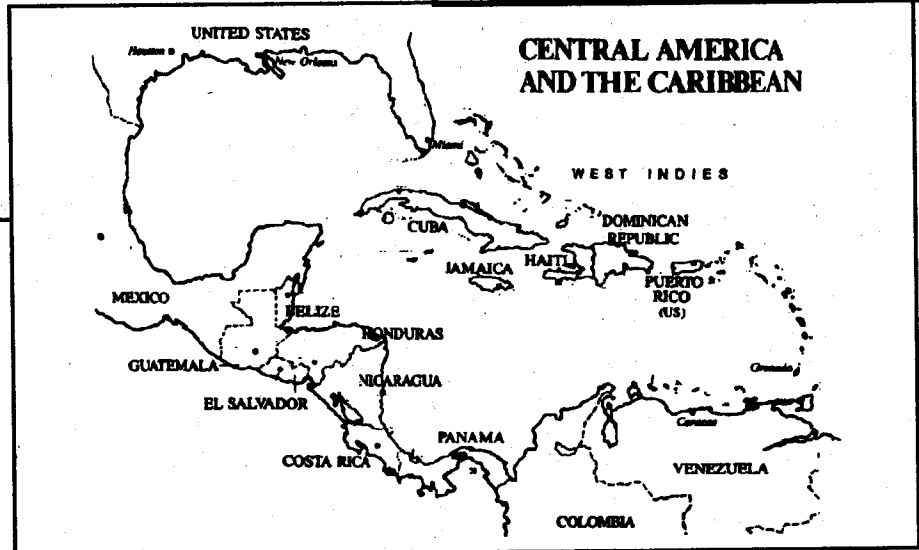 UNITED STATES
Houston
New Orleans
CENTRAL AMERICA
AND THE CARIBBEAN
Miami
WEST INDIES
CUBA
DOMINICAN
REPUBLIC
HAITI
JAMAICA
PUERTO
RICO
(US)
MEXICO
BELIZE
HONDURAS
GUATEMALA
NICARAGUA
Grenada
EL SALVADOR
Caracas
PANAMA
COSTA RICA
VENEZUELA
COLOMBIA